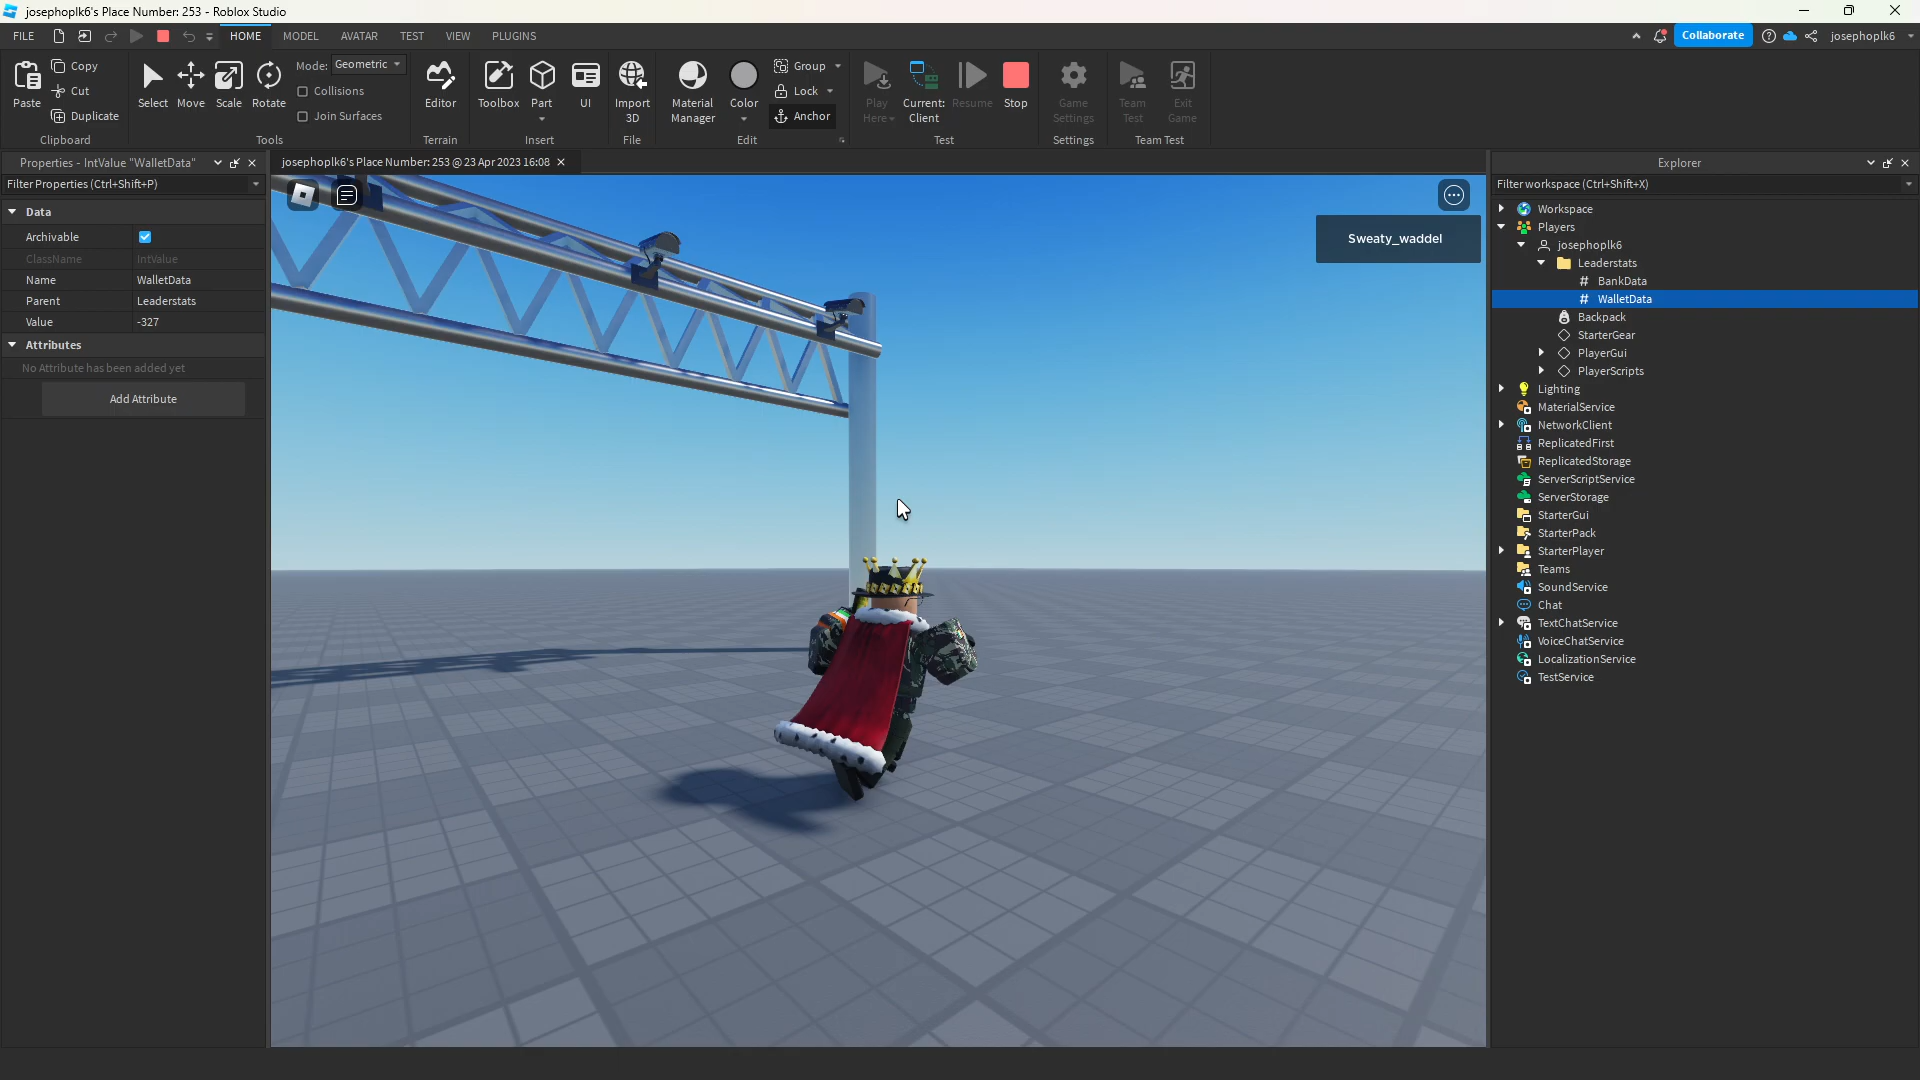 josephoplk6's Place Number: 253 - Roblox Studio
FILE HOME MODEL AVATAR TEST VIEW PLUGINS Collaborate josephoplk6
Paste Copy Cut Duplicate Clipboard
Select Move Scale Rotate Mode: Geometric Collisions Join Surfaces Tools
Editor Terrain
Toolbox Part UI Insert
Import 3D File
Material Manager Color Group Lock Anchor Edit
Play Here Current: Client Resume Stop Test
Game Settings Settings
Team Test Exit Game Team Test
Properties - IntValue "WalletData"
Filter Properties (Ctrl+Shift+P)
Data
Archivable
ClassName IntValue
Name WalletData
Parent Leaderstats
Value -327
Attributes
No Attribute has been added yet
Add Attribute
josephoplk6's Place Number: 253 @ 23 Apr 2023 16:08
Sweaty_waddel
Explorer
Filter workspace (Ctrl+Shift+X)
Workspace
Players
josephoplk6
Leaderstats
# BankData
# WalletData
Backpack
StarterGear
PlayerGui
PlayerScripts
Lighting
MaterialService
NetworkClient
ReplicatedFirst
ReplicatedStorage
ServerScriptService
ServerStorage
StarterGui
StarterPack
StarterPlayer
Teams
SoundService
Chat
TextChatService
VoiceChatService
LocalizationService
TestService